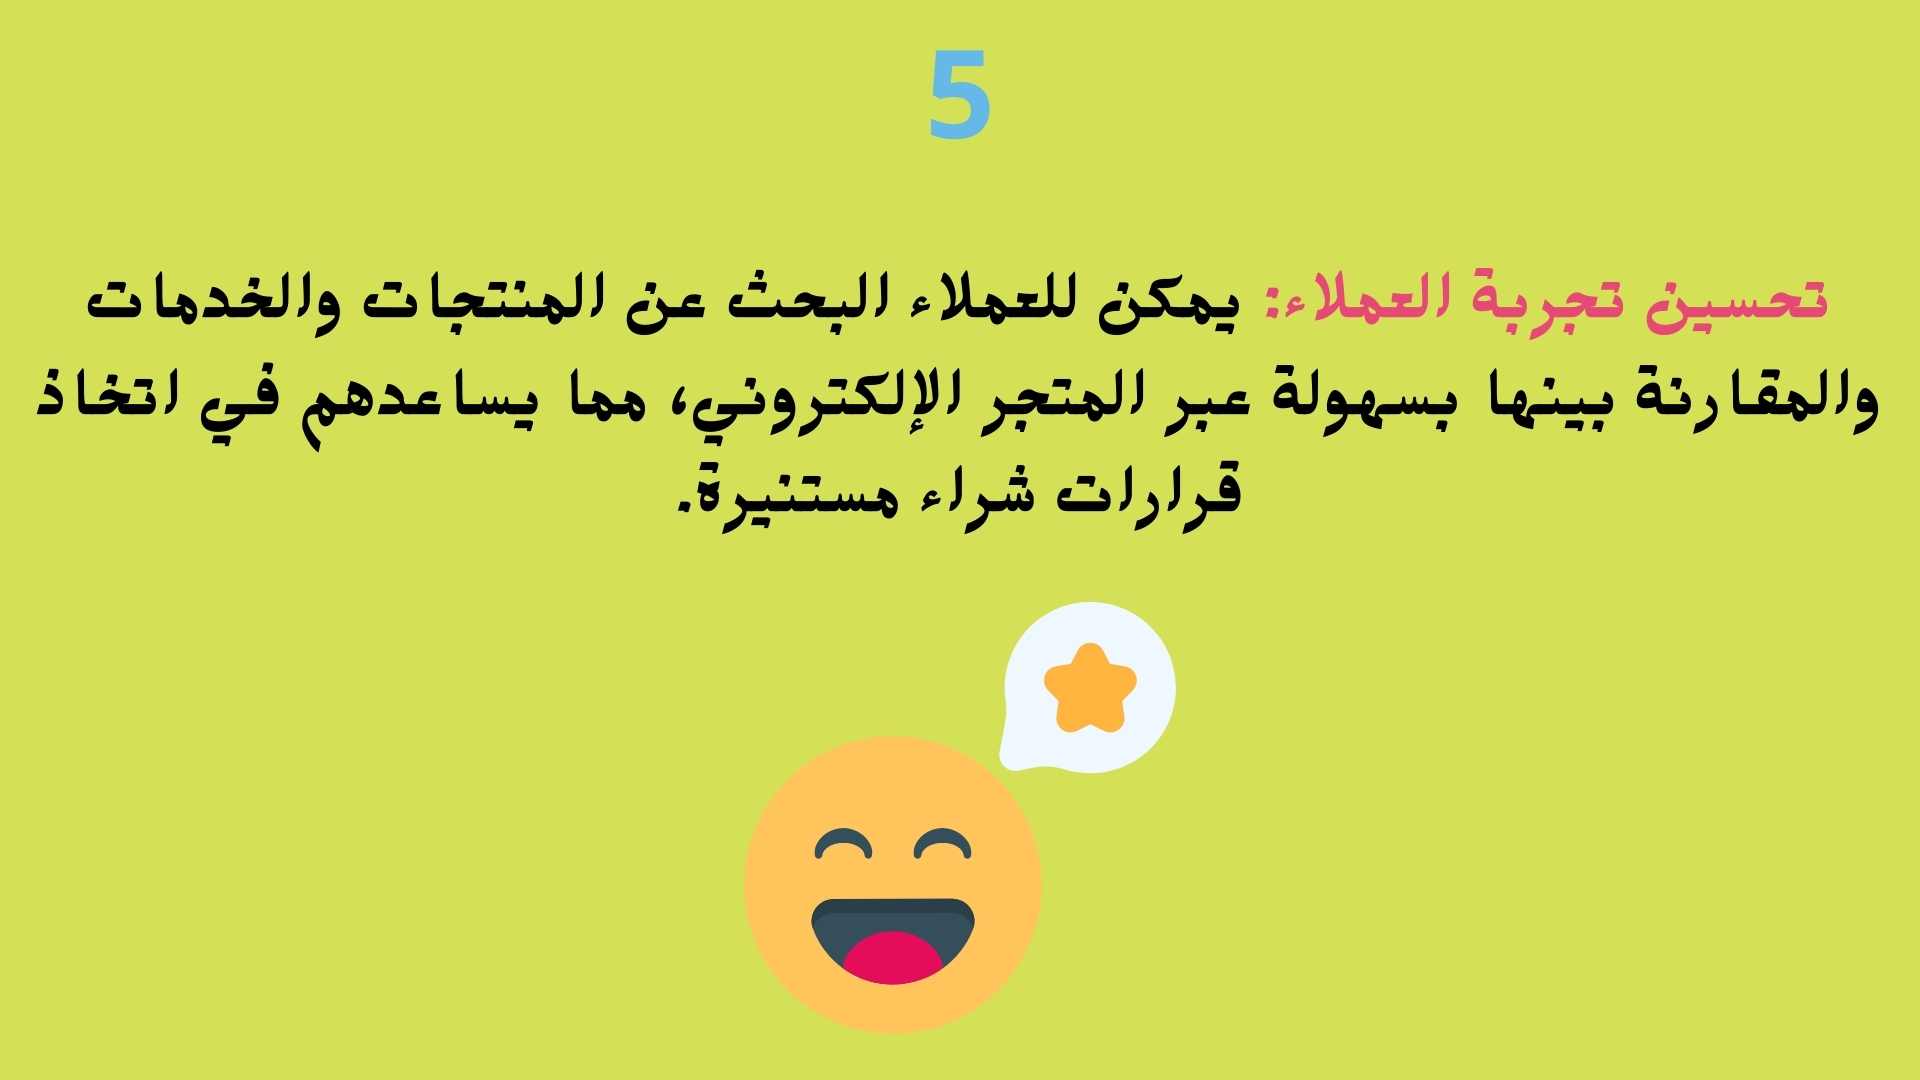 5
تحسين تجربة العملاء: يمكن للعملاء البحث عن المنتجات والخدمات
والمقارنة بينها بسهولة عبر المتجر الإلكتروني، مما يساعدهم في اتخاذ
قرارات شراء مستنيرة.